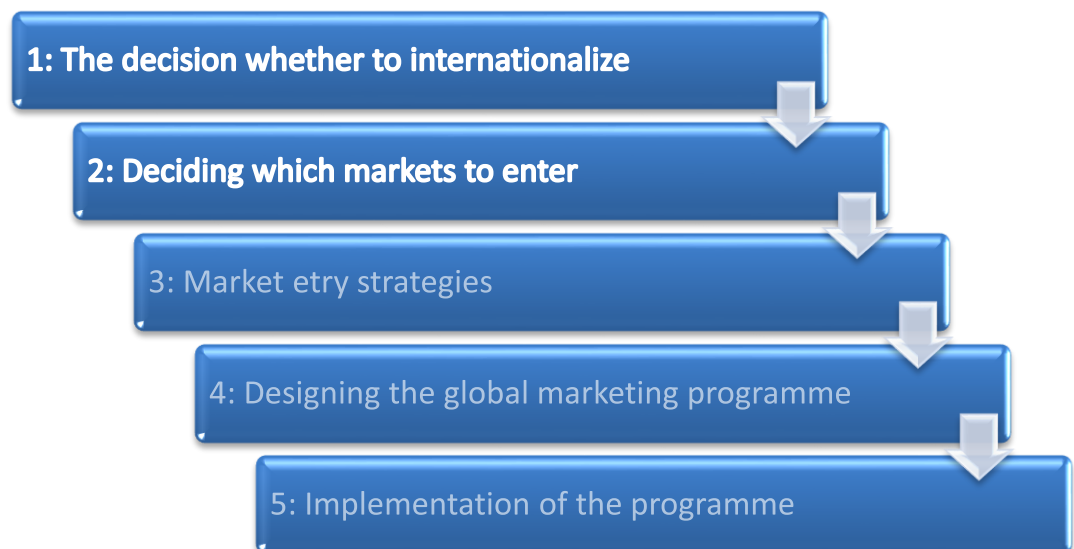 1: The decision whether to internationalize
2: Deciding which markets to enter
3: Market etry strategies
4: Designing the global marketing programme
5: Implementation of the programme